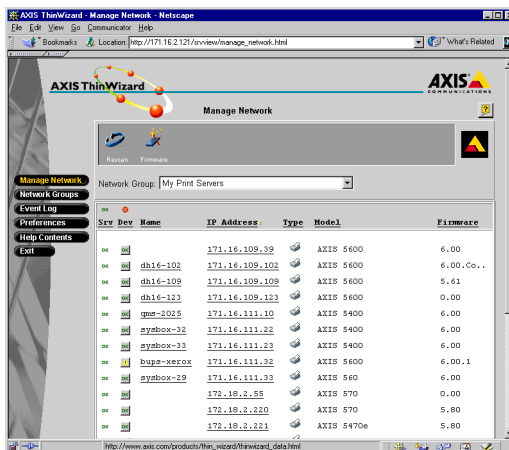 AXIS ThinWizard - Manage Network - Netscape
File Edit View Go Communicator Help
Bookmarks Location: http://171.16.2.121/srvview/manage_network.html What's Related
AXIS ThinWizard
AXIS
COMMUNICATIONS
Manage Network
Rescan Firmware
Manage Network
Network Groups
Event Log
Preferences
Help Contents
Exit
Network Group: My Print Servers
OK
Srv Dev Name IP Address Type Model Firmware
OK OK 171.16.109.39 AXIS 5600 6.00
OK OK dh16-102 171.16.109.102 AXIS 5600 6.00.Co..
OK OK dh16-109 171.16.109.109 AXIS 5600 5.61
OK OK dh16-123 171.16.109.123 AXIS 5600 0.00
OK OK qms-2025 171.16.111.10 AXIS 5400 6.00
OK OK sysbox-32 171.16.111.22 AXIS 5400 6.00
OK OK sysbox-33 171.16.111.23 AXIS 5400 6.00
OK ! bups-xerox 171.16.111.32 AXIS 5600 6.00.1
OK OK sysbox-29 171.16.111.33 AXIS 560 6.00
OK OK 172.18.2.55 AXIS 570 0.00
OK OK 172.18.2.220 AXIS 570 5.80
OK OK 172.18.2.221 AXIS 5470e 5.80
http://www.axis.com/products/thin_wizard/thinwizard_data.html